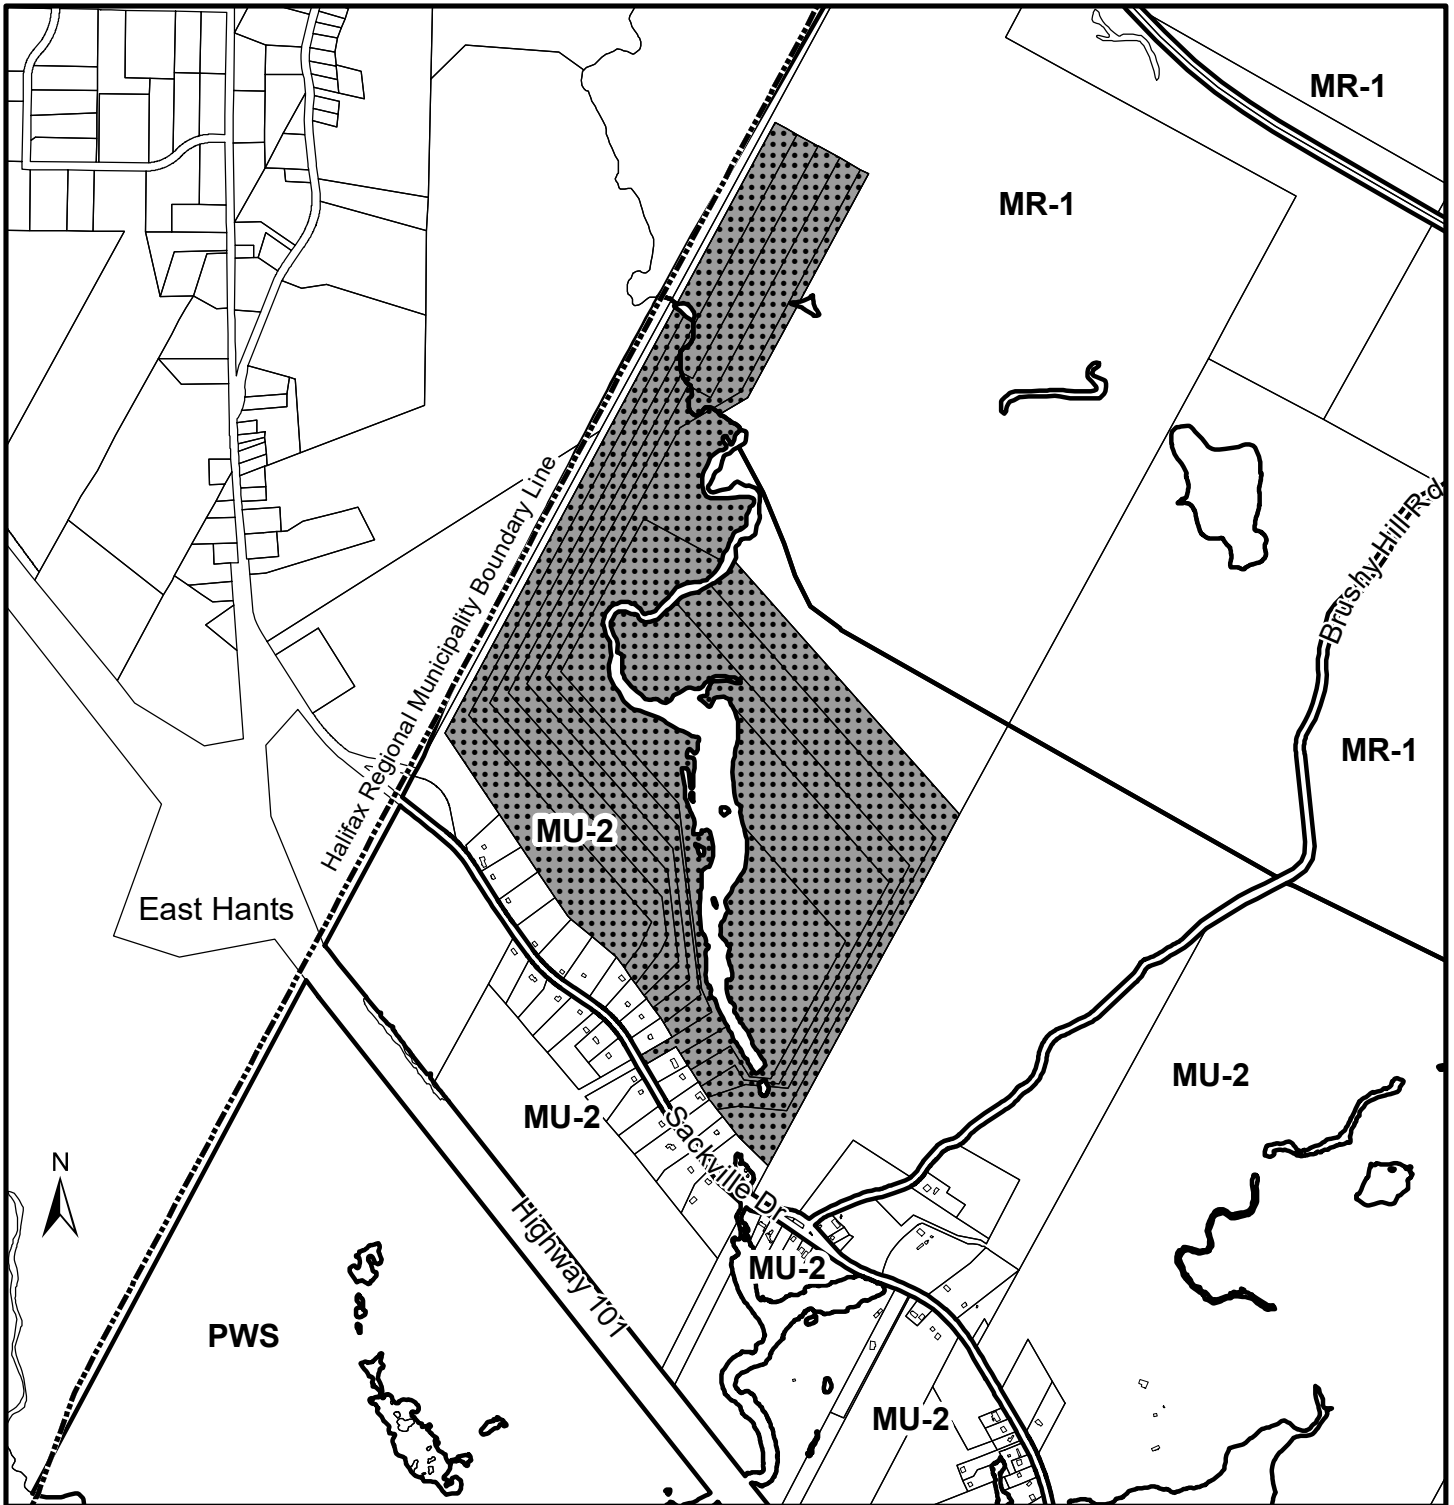 MR-1
MR-1
Halifax Regional Municipality Boundary Line
Brushy Hill Rd
MR-1
MU-2
East Hants
MU-2
MU-2
Sackville Dr
N
Highway 101
MU-2
PWS
MU-2